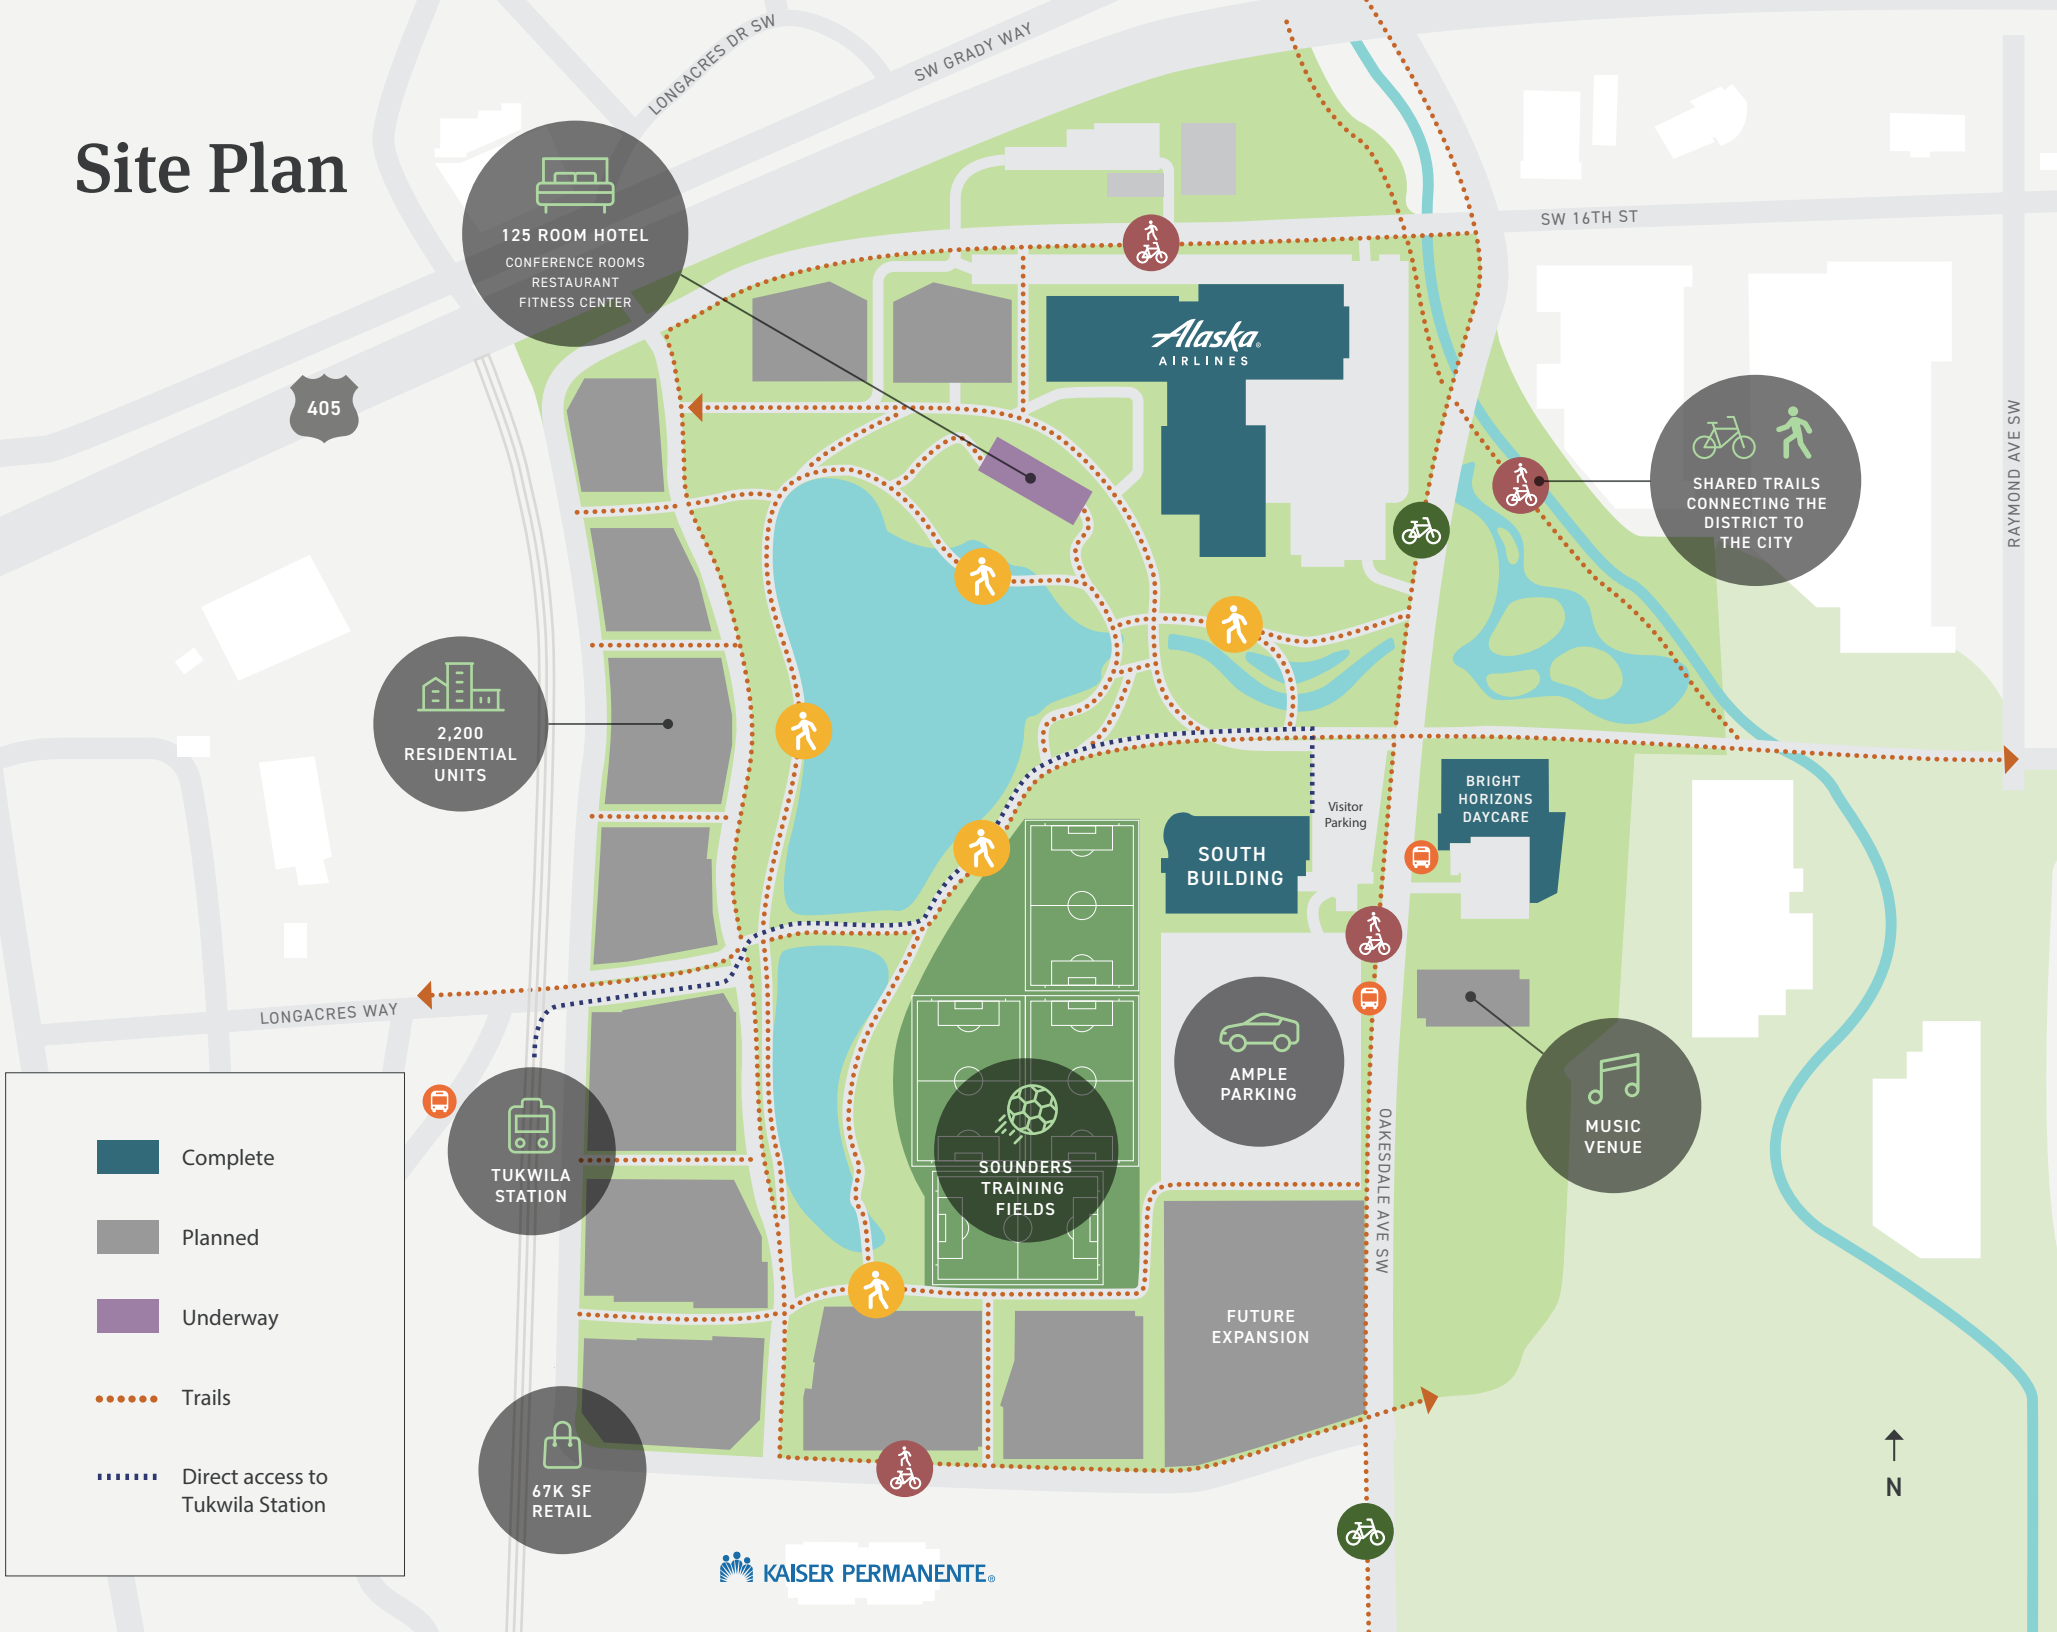 LONGACRES DR SW
SW GRADY WAY
Site Plan
SW 16TH ST
125 ROOM HOTEL
CONFERENCE ROOMS
RESTAURANT
FITNESS CENTER
Alaska®
AIRLINES
405
RAYMOND AVE SW
SHARED TRAILS
CONNECTING THE
DISTRICT TO
THE CITY
2,200
RESIDENTIAL
UNITS
BRIGHT
HORIZONS
DAYCARE
Visitor
Parking
SOUTH
BUILDING
LONGACRES WAY
AMPLE
PARKING
MUSIC
VENUE
OAKESDALE AVE SW
TUKWILA
STATION
SOUNDERS
TRAINING
FIELDS
Complete
Planned
Underway
Trails
Direct access to
Tukwila Station
FUTURE
EXPANSION
67K SF
RETAIL
N
KAISER PERMANENTE®